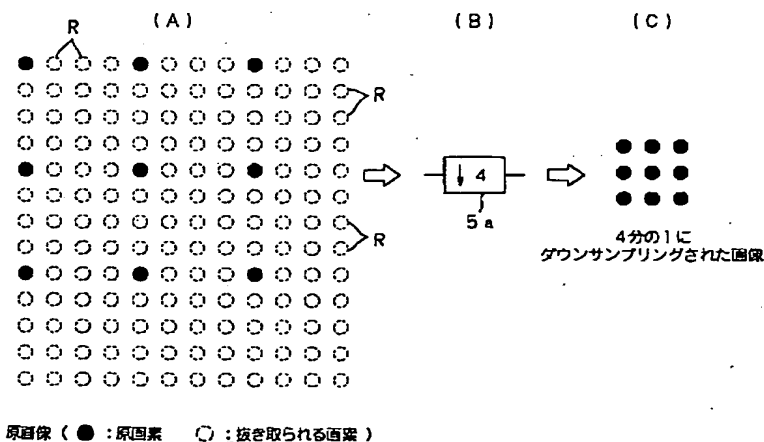 (A)
(B)
(C)
R
R
↓ 4
5a
R
4分の1に
ダウンサンプリングされた画像
原画像 ( ● : 原画素 ◌ : 抜き取られる画素 )